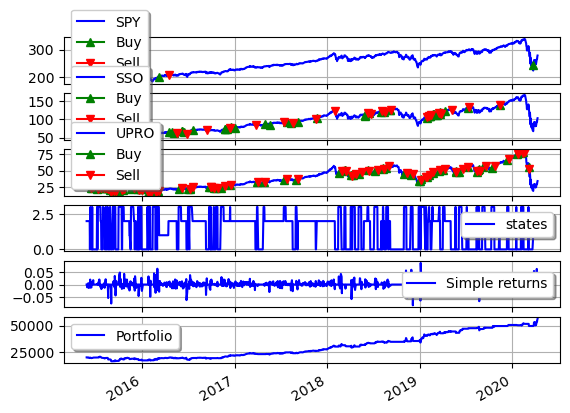 SPY
Buy
Sell
300
200
SSO
Buy
Sell
150
100
50
UPRO
Buy
Sell
75
50
25
2.5
0.0
states
0.05
0.00
−0.05
Simple returns
50000
25000
Portfolio
2016
2017
2018
2019
2020